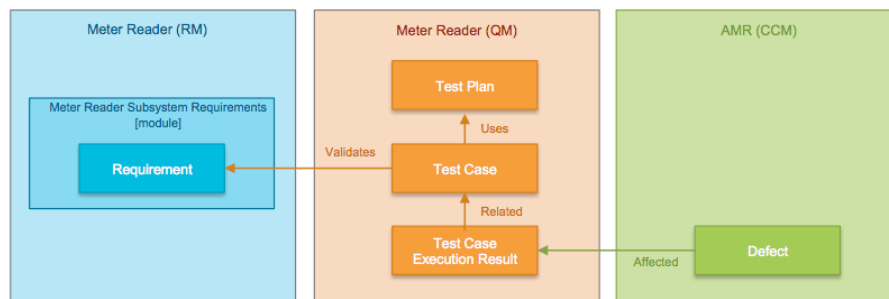 Meter Reader (RM)
Meter Reader (QM)
AMR (CCM)
Meter Reader Subsystem Requirements
[module]
Requirement
Validates
Test Plan
Uses
Test Case
Related
Test Case
Execution Result
Affected
Defect